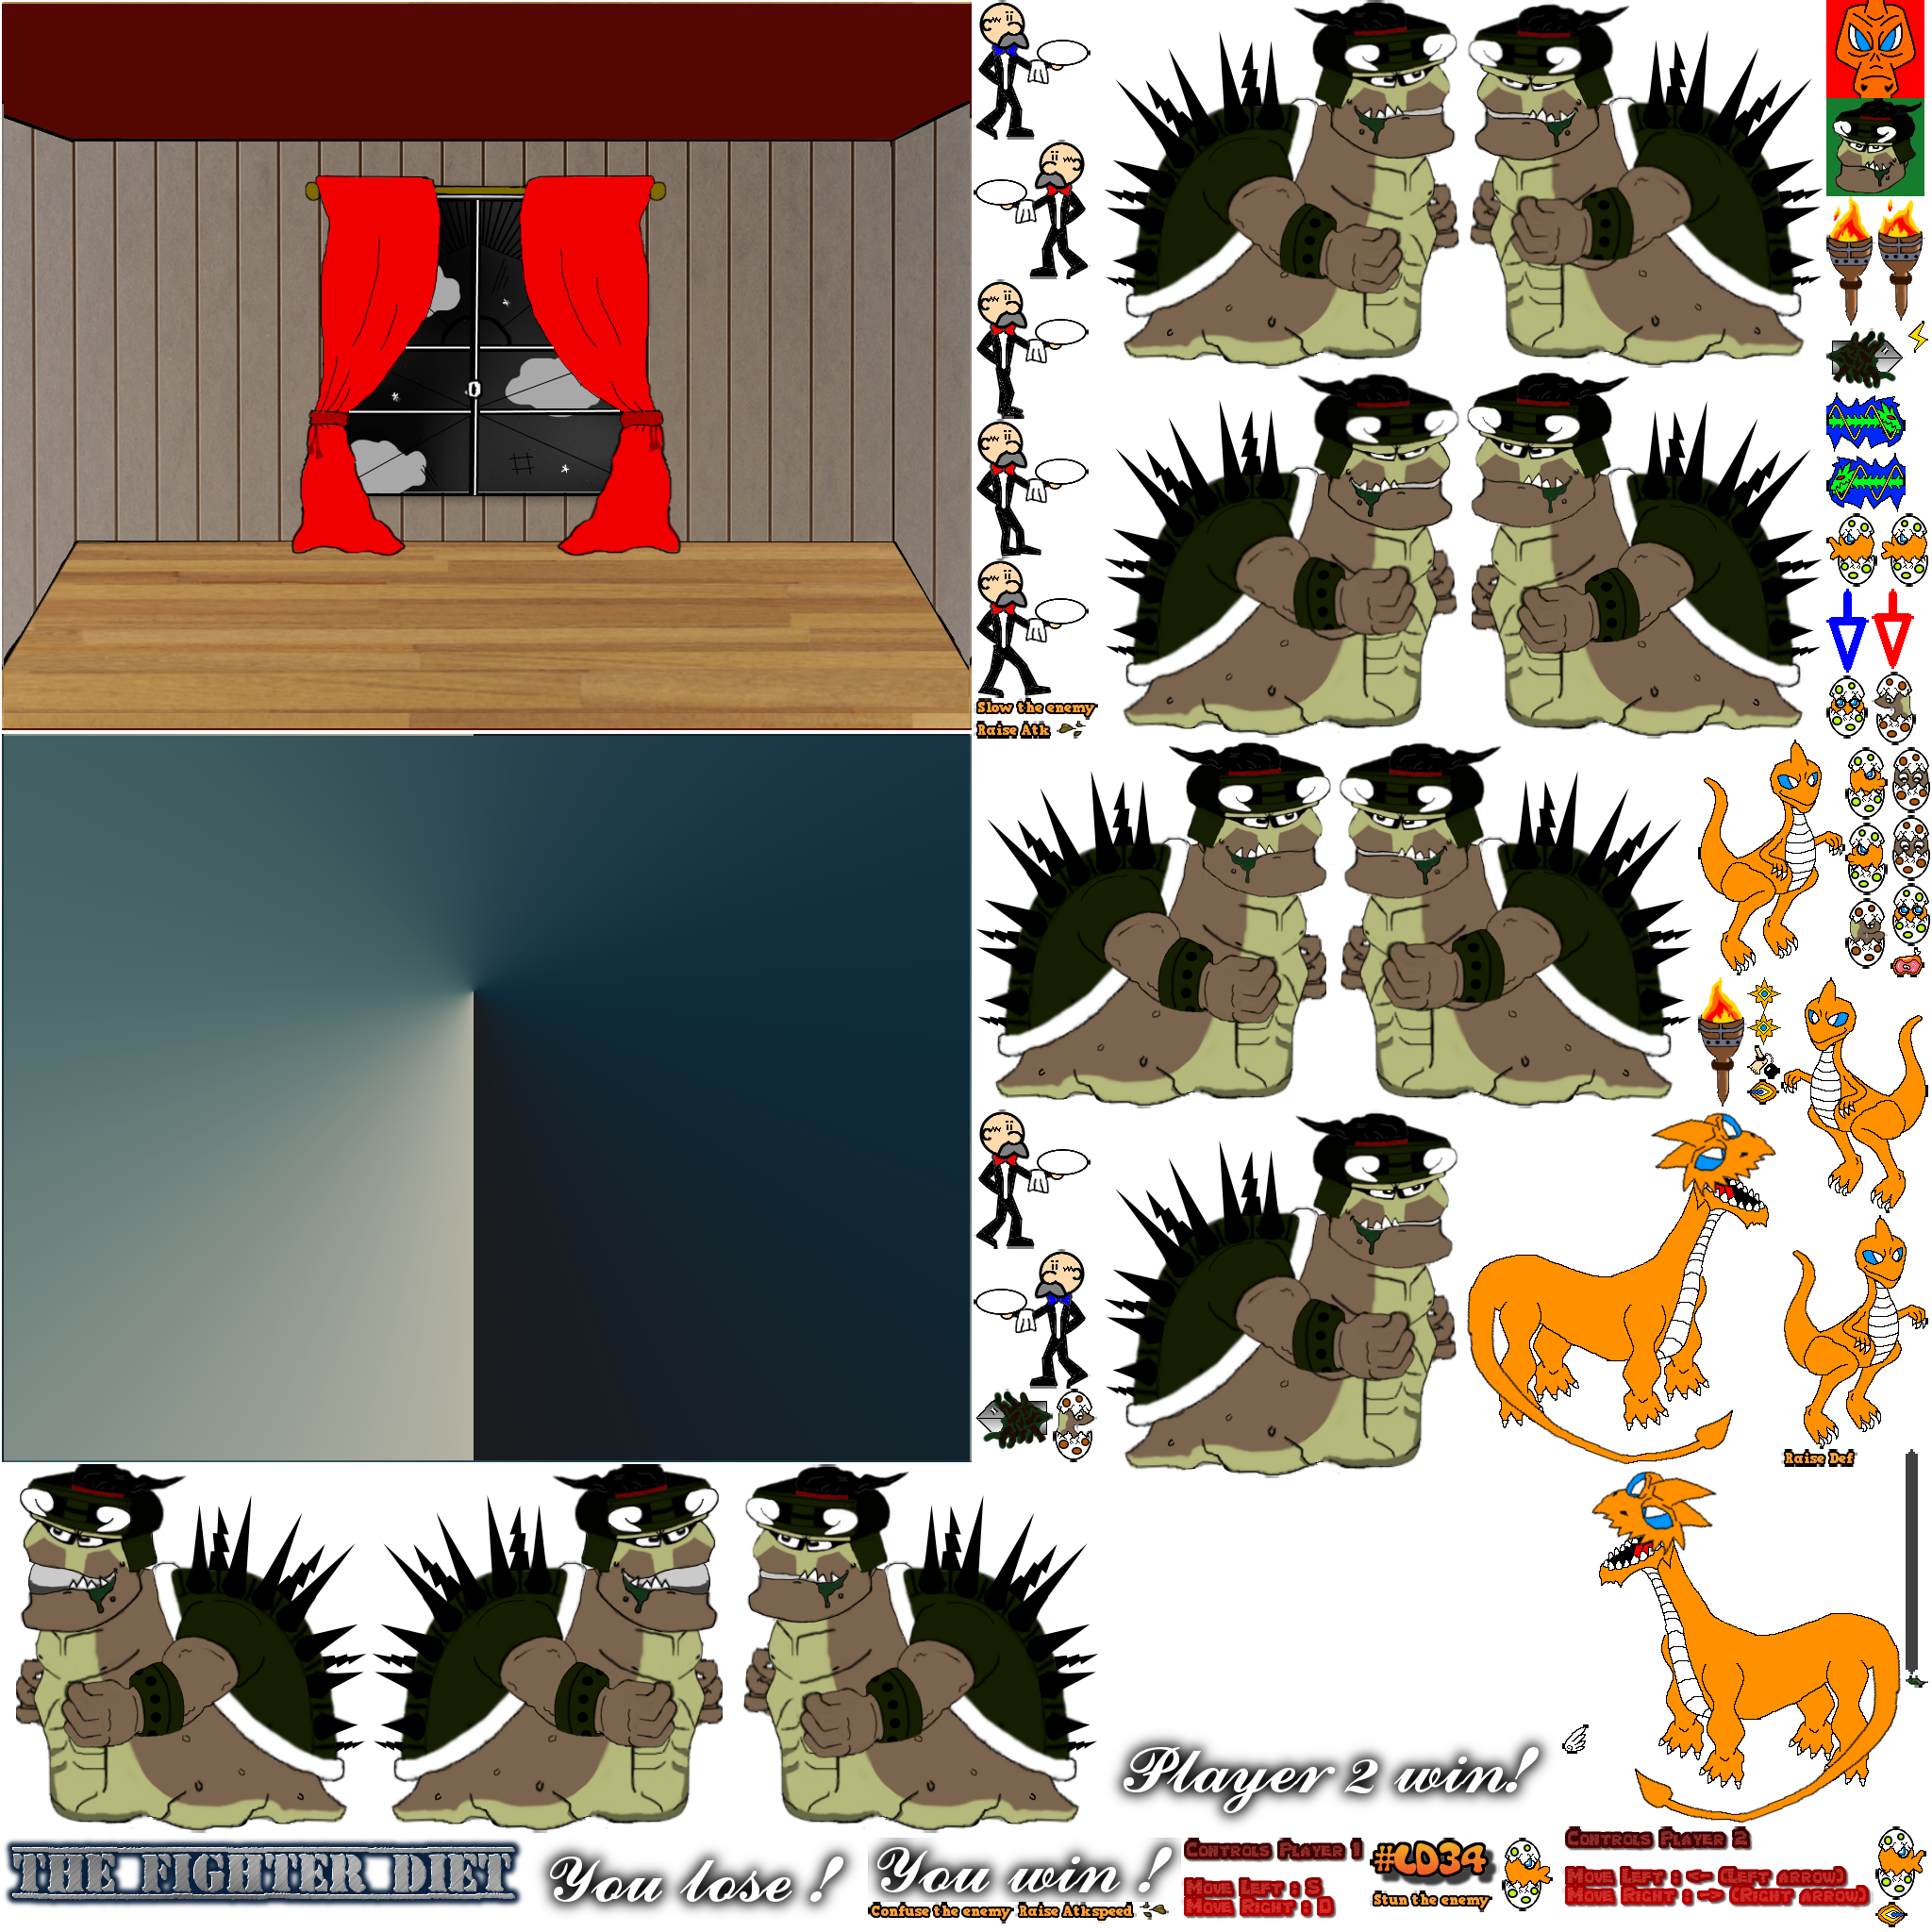 Slow the enemy
Raise Atk
Raise Def
Player 2 win!
THE FIGHTER DIET
You lose !
You win !
Confuse the enemy
Raise Atkspeed
Controls Player 1
Move Left : S
Move Right : D
#LD34
Stun the enemy
Controls Player 2
Move Left : <- (Left arrow)
Move Right : -> (Right arrow)